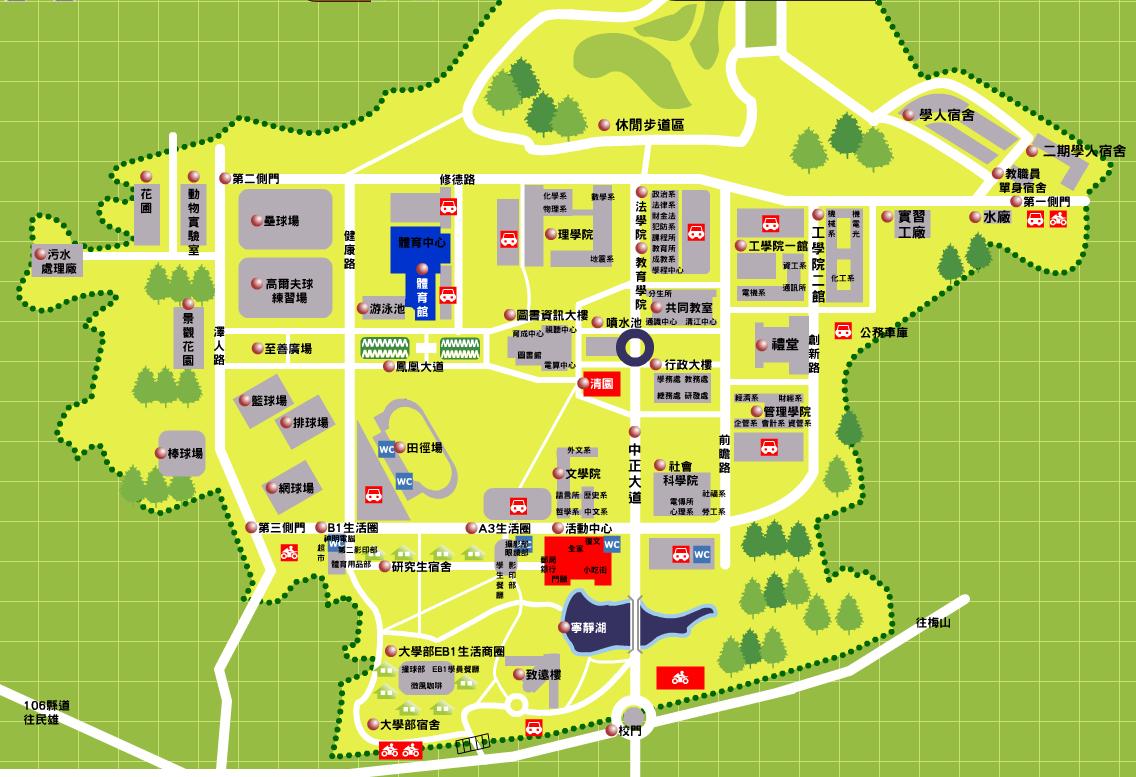 休閒步道區
學人宿舍
二期學人宿舍
教職員
單身宿舍
第一側門
第二側門
修德路
花圃
動物實驗室
污水
處理廠
壘球場
高爾夫球
練習場
健康路
體育中心
體育館
游泳池
化學系
數學系
物理系
理學院
地震系
法學院
教育學院
政治系
法律系
財金法
犯防系
課程所
教育所
成教系
學程中心
工學院一館
資工系
通訊所
電機系
工學院二館
機械系
機電光
化工系
實習
工廠
水廠
分生所
共同教室
通識中心
清江中心
圖書資訊大樓
噴水池
育成中心
視聽中心
圖書館
電算中心
景觀花園
澤人路
至善廣場
鳳凰大道
行政大樓
學務處
教務處
總務處
研發處
清園
禮堂
創新路
公務車庫
籃球場
排球場
網球場
棒球場
田徑場
WC
WC
經濟系
財經系
管理學院
企管系
會計系
資管系
前瞻路
中正大道
外文系
文學院
語言所
歷史系
哲學系
中文系
社會
科學院
電傳所
社福系
心理系
勞工系
第三側門
B1生活圈
A3生活圈
活動中心
WC
第二影印部
超市
體育用品部
研究生宿舍
攝影部
眼鏡部
學生餐廳
影印部
WC
全家
郵局
銀行
小吃街
門諾
WC
寧靜湖
大學部EB1生活商圈
撞球部
EB1學員餐廳
微風咖啡
致遠樓
大學部宿舍
校門
往梅山
106縣道
往民雄